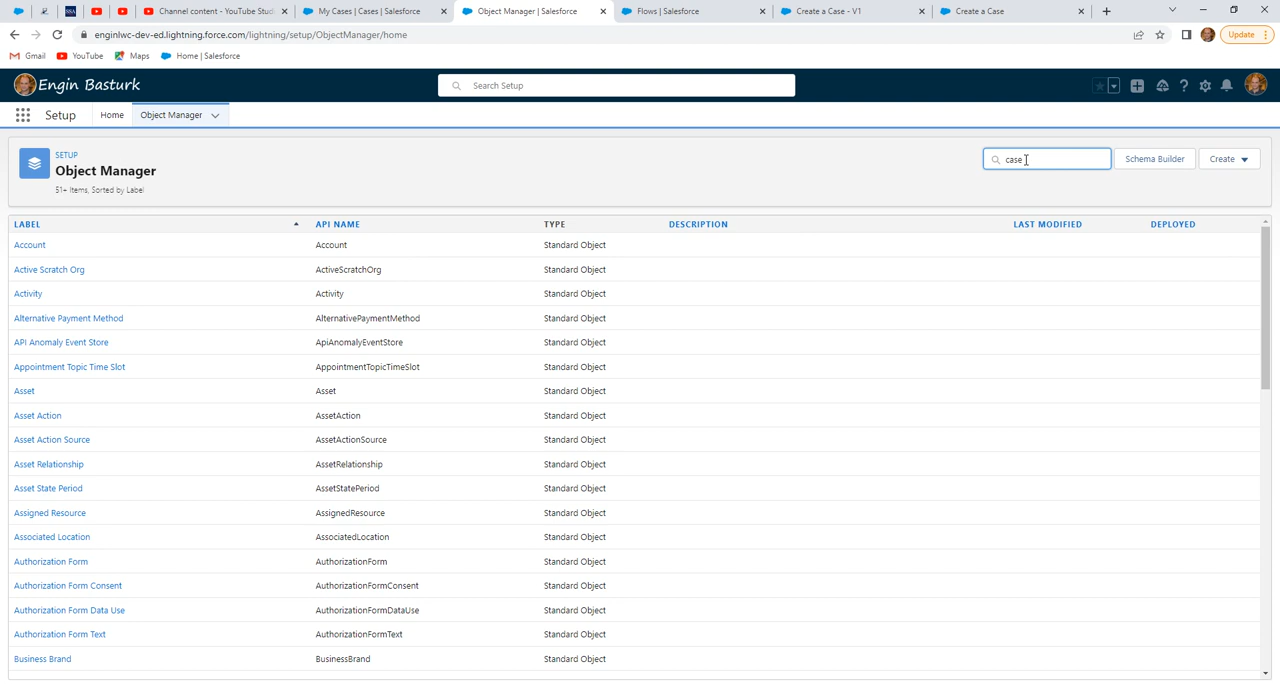 Channel content - YouTube Stud
My Cases | Cases | Salesforce
Object Manager | Salesforce
Flows | Salesforce
Create a Case - V1
Create a Case
SSA
enginlwc-dev-ed.lightning.force.com/lightning/setup/ObjectManager/home
Update
Gmail
YouTube
Maps
Home | Salesforce
Engin Basturk
Search Setup
Setup
Home
Object Manager
SETUP
Object Manager
51+ Items, Sorted by Label
case
Schema Builder
Create
LABEL API NAME TYPE DESCRIPTION LAST MODIFIED DEPLOYED
Account Account Standard Object
Active Scratch Org ActiveScratchOrg Standard Object
Activity Activity Standard Object
Alternative Payment Method AlternativePaymentMethod Standard Object
API Anomaly Event Store ApiAnomalyEventStore Standard Object
Appointment Topic Time Slot AppointmentTopicTimeSlot Standard Object
Asset Asset Standard Object
Asset Action AssetAction Standard Object
Asset Action Source AssetActionSource Standard Object
Asset Relationship AssetRelationship Standard Object
Asset State Period AssetStatePeriod Standard Object
Assigned Resource AssignedResource Standard Object
Associated Location AssociatedLocation Standard Object
Authorization Form AuthorizationForm Standard Object
Authorization Form Consent AuthorizationFormConsent Standard Object
Authorization Form Data Use AuthorizationFormDataUse Standard Object
Authorization Form Text AuthorizationFormText Standard Object
Business Brand BusinessBrand Standard Object